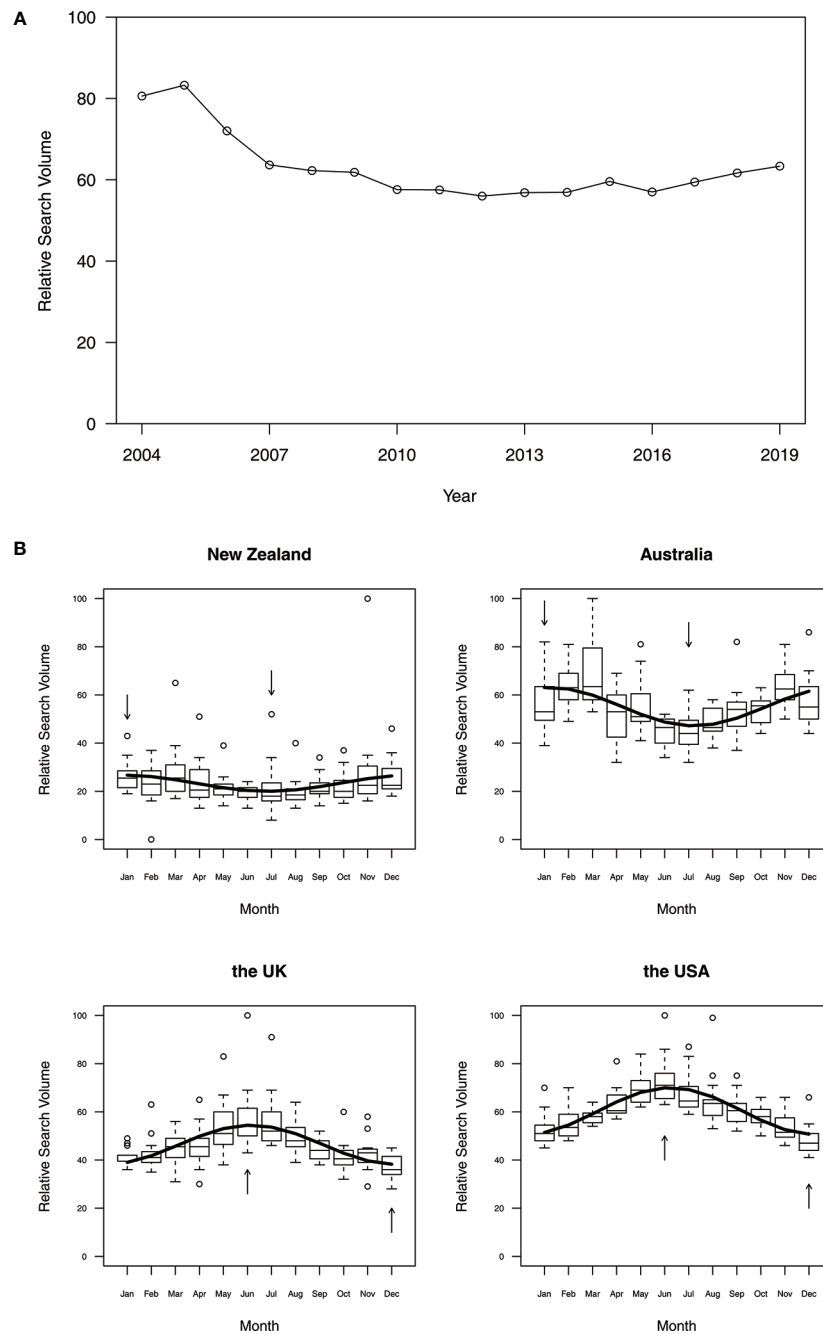 A
Relative Search Volume
100
80
60
40
20
0
2004 2007 2010 2013 2016 2019
Year
B
New Zealand
Relative Search Volume
100
80
60
40
20
0
Jan Feb Mar Apr May Jun Jul Aug Sep Oct Nov Dec
Month
Australia
Relative Search Volume
100
80
60
40
20
0
Jan Feb Mar Apr May Jun Jul Aug Sep Oct Nov Dec
Month
the UK
Relative Search Volume
100
80
60
40
20
0
Jan Feb Mar Apr May Jun Jul Aug Sep Oct Nov Dec
Month
the USA
Relative Search Volume
100
80
60
40
20
0
Jan Feb Mar Apr May Jun Jul Aug Sep Oct Nov Dec
Month